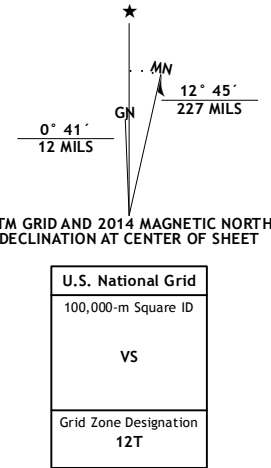 ★
MN
12° 45´
227 MILS
GN
0° 41´
12 MILS
TM GRID AND 2014 MAGNETIC NORTH
DECLINATION AT CENTER OF SHEET
U.S. National Grid
100,000-m Square ID
VS
Grid Zone Designation
12T